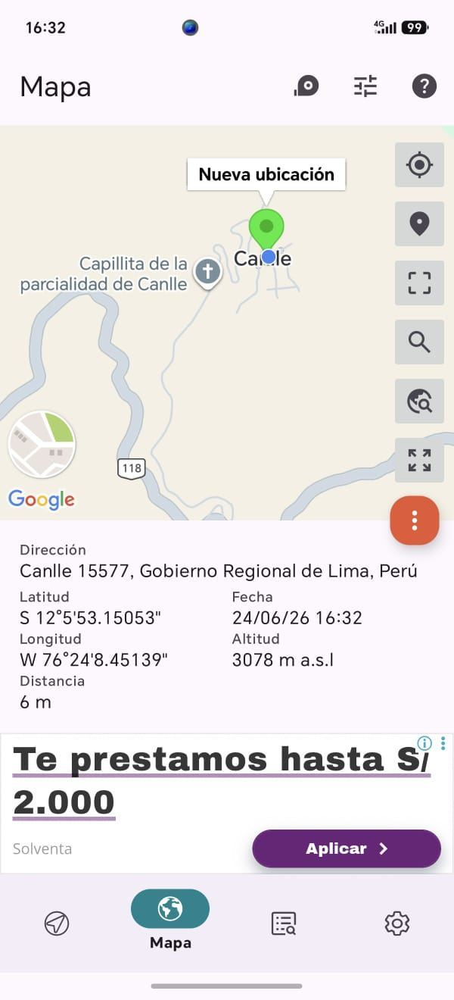 16:32
4G
99
Mapa
?
Nueva ubicación
Canlle
Capillita de la
parcialidad de Canlle
118
Google
Dirección
Canlle 15577, Gobierno Regional de Lima, Perú
Latitud
S 12°5'53.15053"
Fecha
24/06/26 16:32
Longitud
W 76°24'8.45139"
Altitud
3078 m a.s.l
Distancia
6 m
Te prestamos hasta S/
2.000
Solventa
Aplicar
Mapa